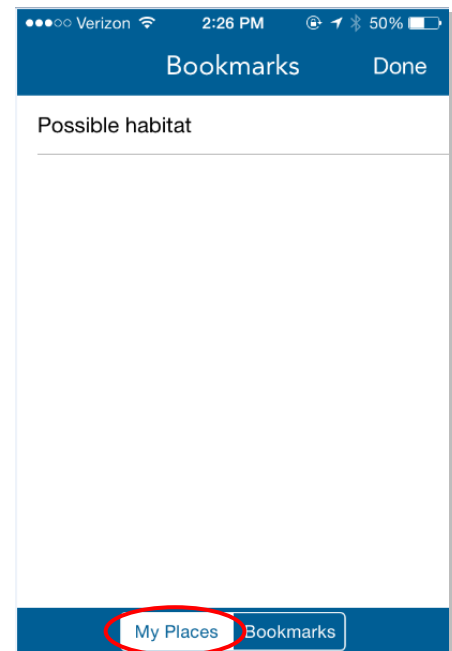 Verizon 2:26 PM 50%
Bookmarks Done
Possible habitat
My Places Bookmarks